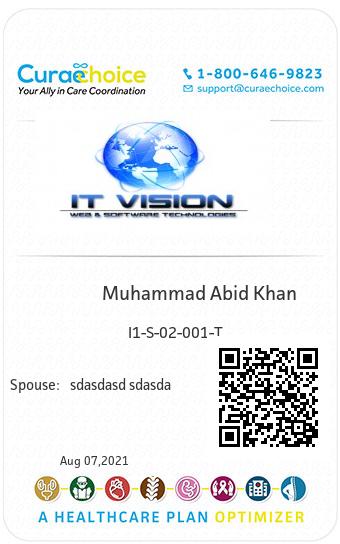 Curaechoice
Your Ally in Care Coordination
1-800-646-9823
support@curaechoice.com
IT VISION
WEB & SOFTWARE TECHNOLOGIES
Muhammad Abid Khan
I1-S-02-001-T
Spouse: sdasdasd sdasda
Aug 07,2021
A HEALTHCARE PLAN OPTIMIZER